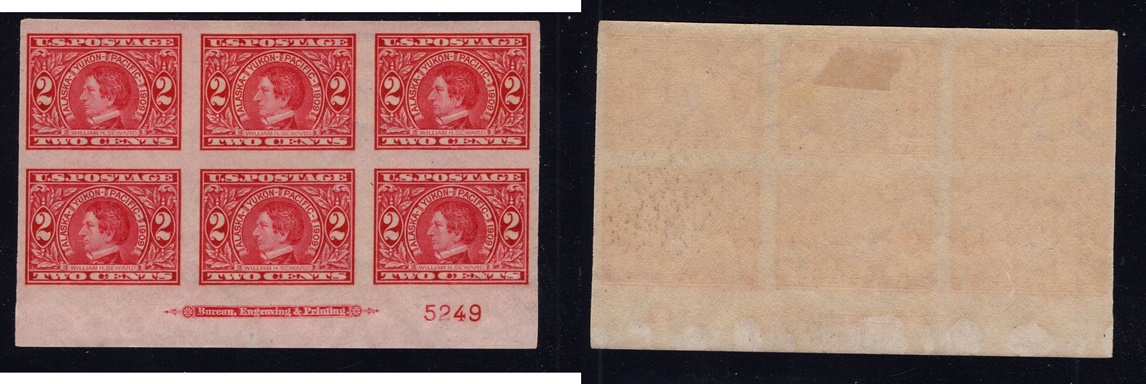 U.S. POSTAGE U.S. POSTAGE U.S. POSTAGE
ALASKA-YUKON-PACIFIC-1909 ALASKA-YUKON-PACIFIC-1909 ALASKA-YUKON-PACIFIC-1909
2 2 2 2 2 2
WILLIAM H. SEWARD WILLIAM H. SEWARD WILLIAM H. SEWARD
TWO CENTS TWO CENTS TWO CENTS
U.S. POSTAGE U.S. POSTAGE U.S. POSTAGE
ALASKA-YUKON-PACIFIC-1909 ALASKA-YUKON-PACIFIC-1909 ALASKA-YUKON-PACIFIC-1909
2 2 2 2 2 2
WILLIAM H. SEWARD WILLIAM H. SEWARD WILLIAM H. SEWARD
TWO CENTS TWO CENTS TWO CENTS
Bureau, Engraving & Printing 5249